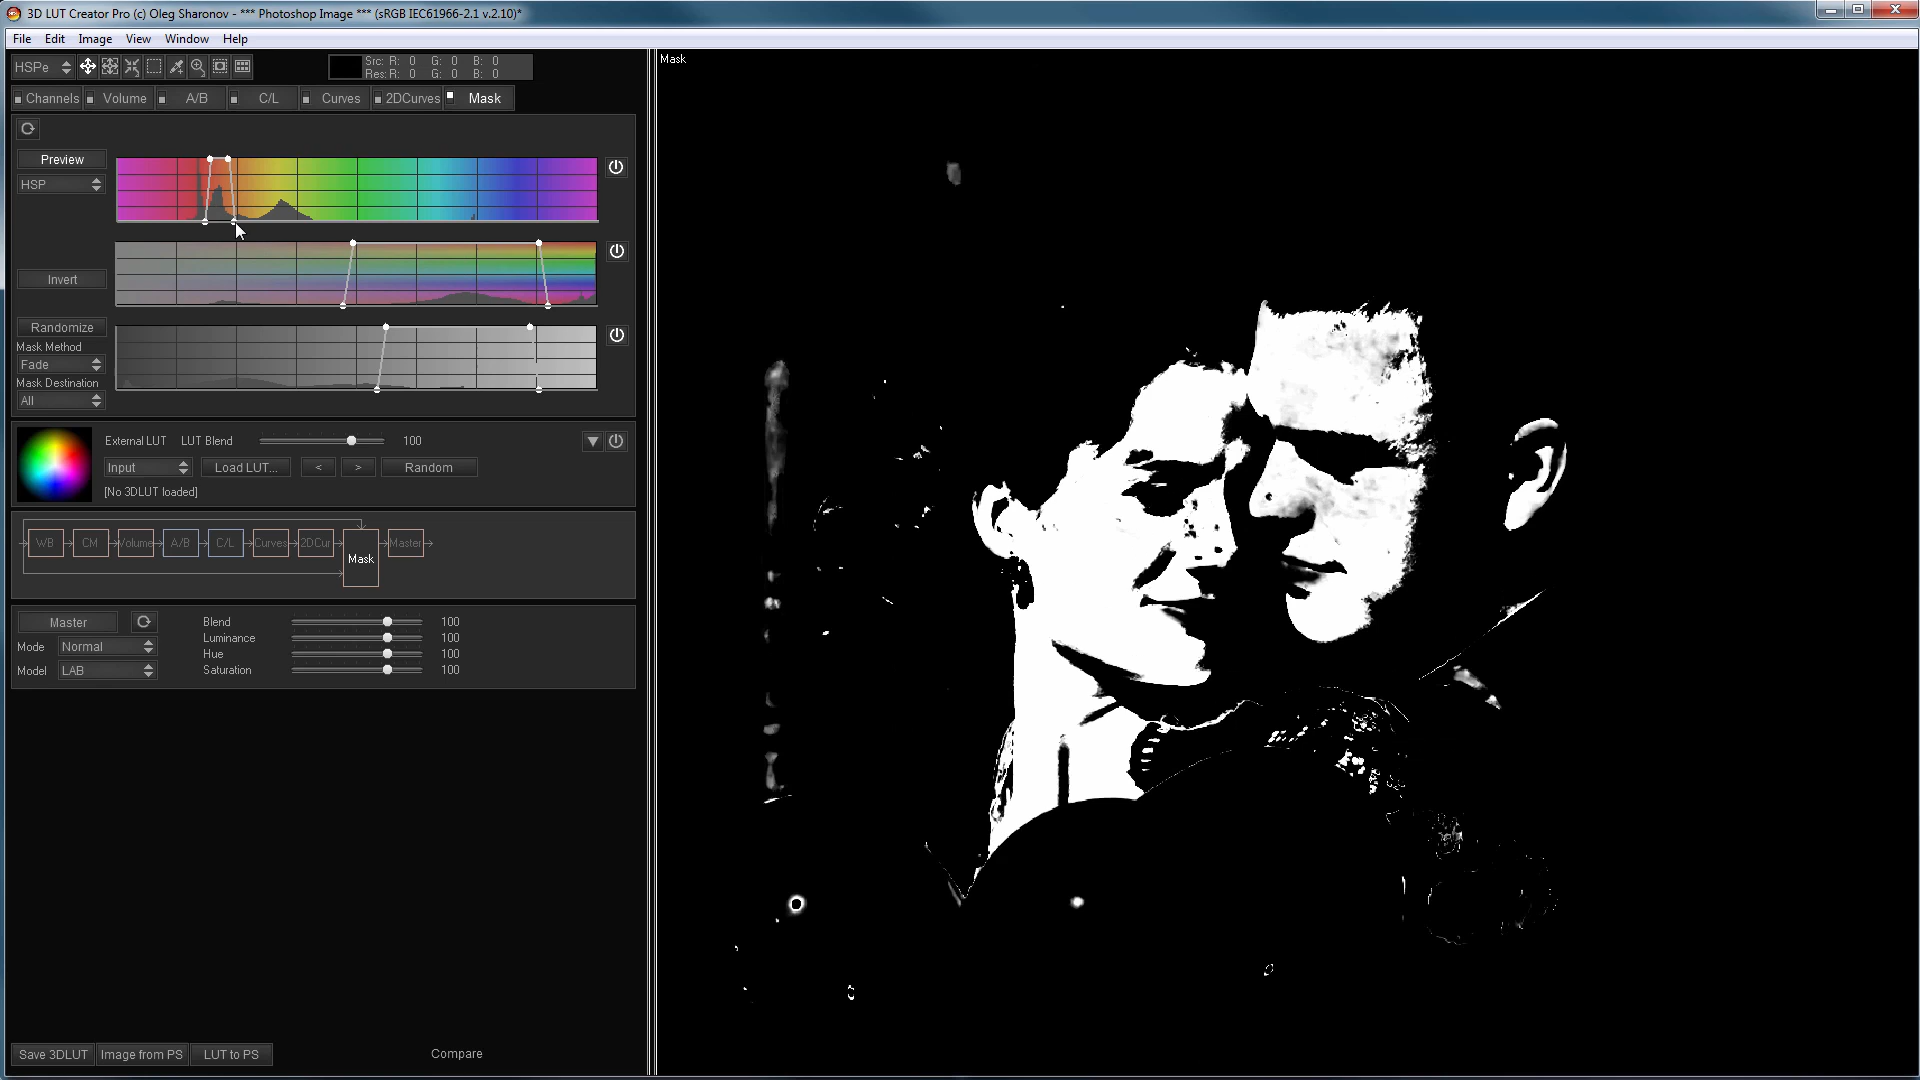 3D LUT Creator Pro (c) Oleg Sharonov - *** Photoshop Image *** (sRGB IEC61966-2.1 v.2.10)*
File Edit Image View Window Help
HSPe
Src: R: 0 G: 0 B: 0
Res: R: 0 G: 0 B: 0
Channels Volume A/B C/L Curves 2DCurves Mask
Mask
Preview
HSP
Invert
Randomize
Mask Method
Fade
Mask Destination
All
External LUT LUT Blend 100
Input Load LUT... < > Random
[No 3DLUT loaded]
WB CM Volume A/B C/L Curves 2DCur Mask Master
Master
Mode Normal
Model LAB
Blend 100
Luminance 100
Hue 100
Saturation 100
Save 3DLUT Image from PS LUT to PS Compare